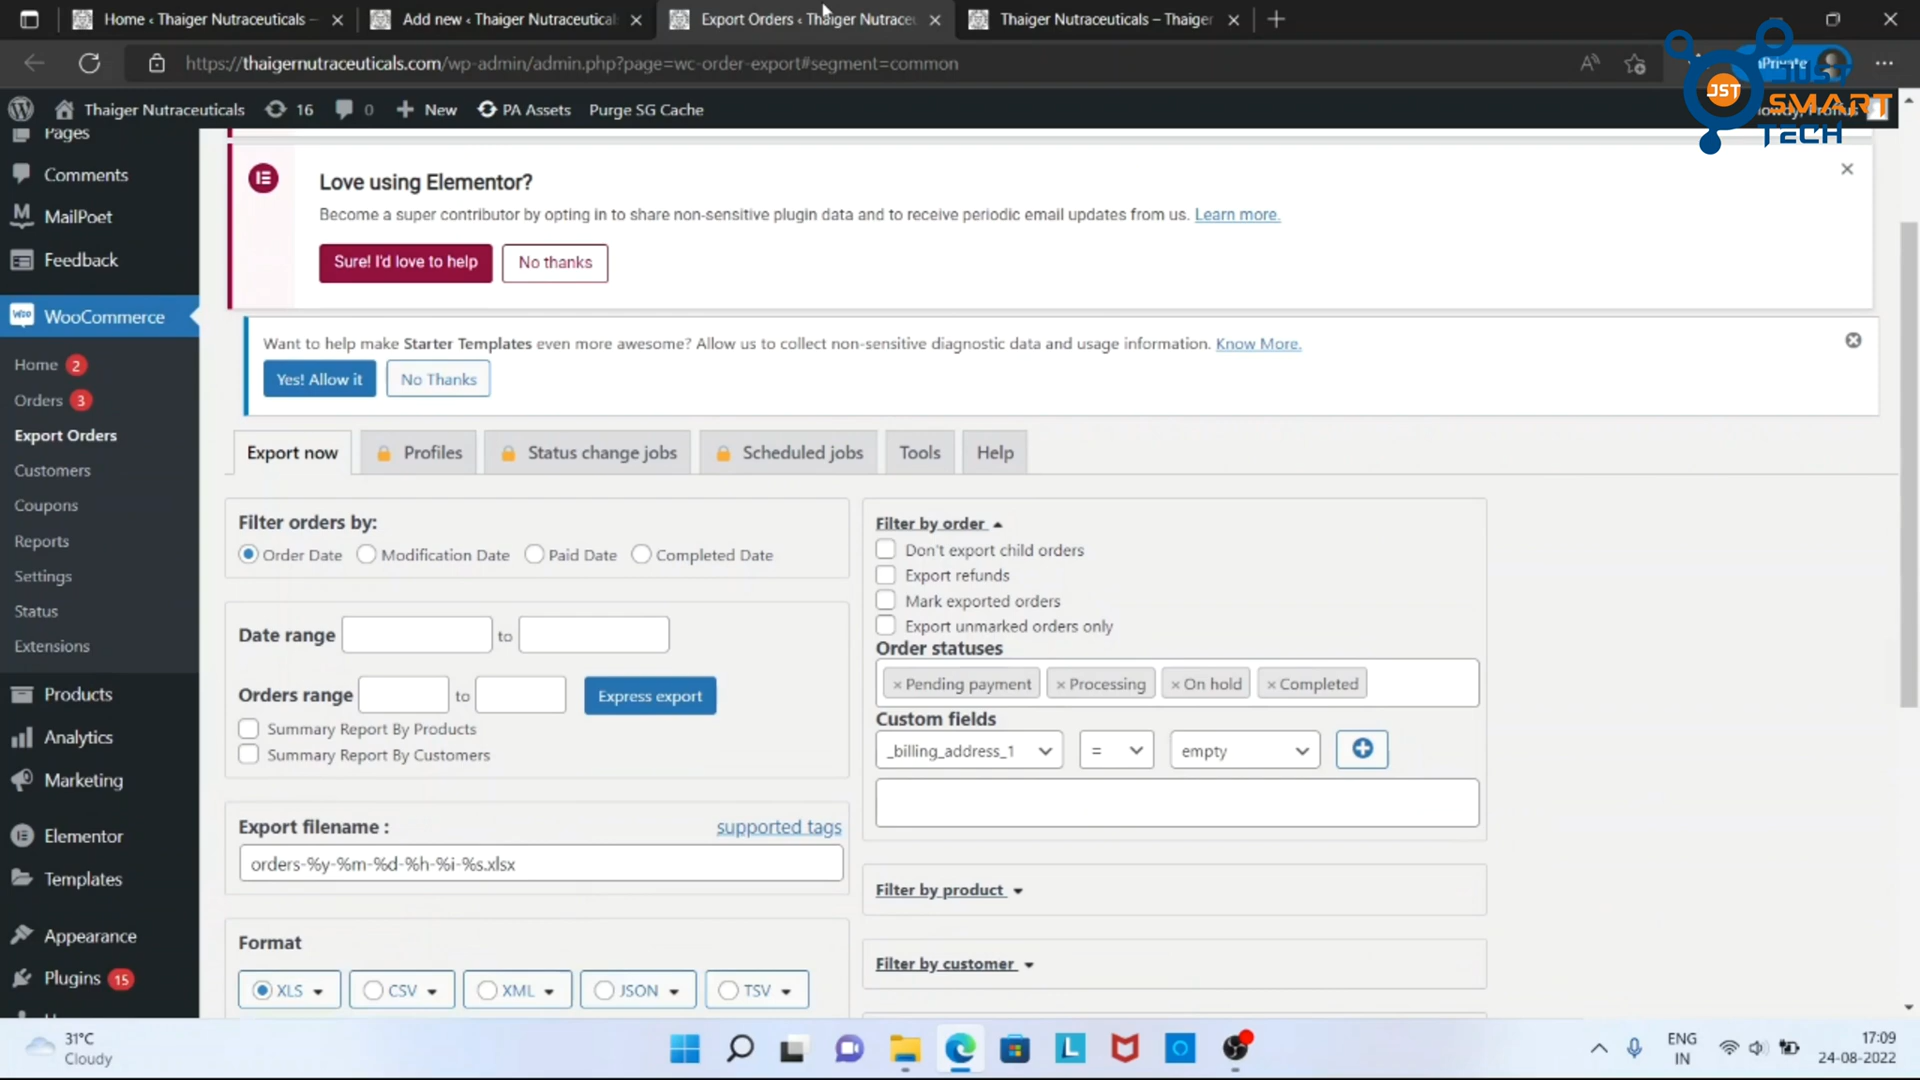 Home ‹ Thaiger Nutraceuticals –
Add new ‹ Thaiger Nutraceutical
Export Orders ‹ Thaiger Nutraceu
Thaiger Nutraceuticals – Thaiger
https://thaigernutraceuticals.com/wp-admin/admin.php?page=wc-order-export#segment=common
JST
SMART
TECH
Thaiger Nutraceuticals
16
0
New
PA Assets
Purge SG Cache
Pages
Comments
MailPoet
Feedback
WooCommerce
Home 2
Orders 3
Export Orders
Customers
Coupons
Reports
Settings
Status
Extensions
Products
Analytics
Marketing
Elementor
Templates
Appearance
Plugins 15
Love using Elementor?
Become a super contributor by opting in to share non-sensitive plugin data and to receive periodic email updates from us. Learn more.
Sure! I'd love to help
No thanks
Want to help make Starter Templates even more awesome? Allow us to collect non-sensitive diagnostic data and usage information. Know More.
Yes! Allow it
No Thanks
Export now
Profiles
Status change jobs
Scheduled jobs
Tools
Help
Filter orders by:
Order Date
Modification Date
Paid Date
Completed Date
Date range
to
Orders range
to
Express export
Summary Report By Products
Summary Report By Customers
Export filename :
supported tags
orders-%y-%m-%d-%h-%i-%s.xlsx
Format
XLS
CSV
XML
JSON
TSV
Filter by order
Don't export child orders
Export refunds
Mark exported orders
Export unmarked orders only
Order statuses
× Pending payment
× Processing
× On hold
× Completed
Custom fields
_billing_address_1
=
empty
Filter by product
Filter by customer
31°C
Cloudy
ENG
IN
17:09
24-08-2022